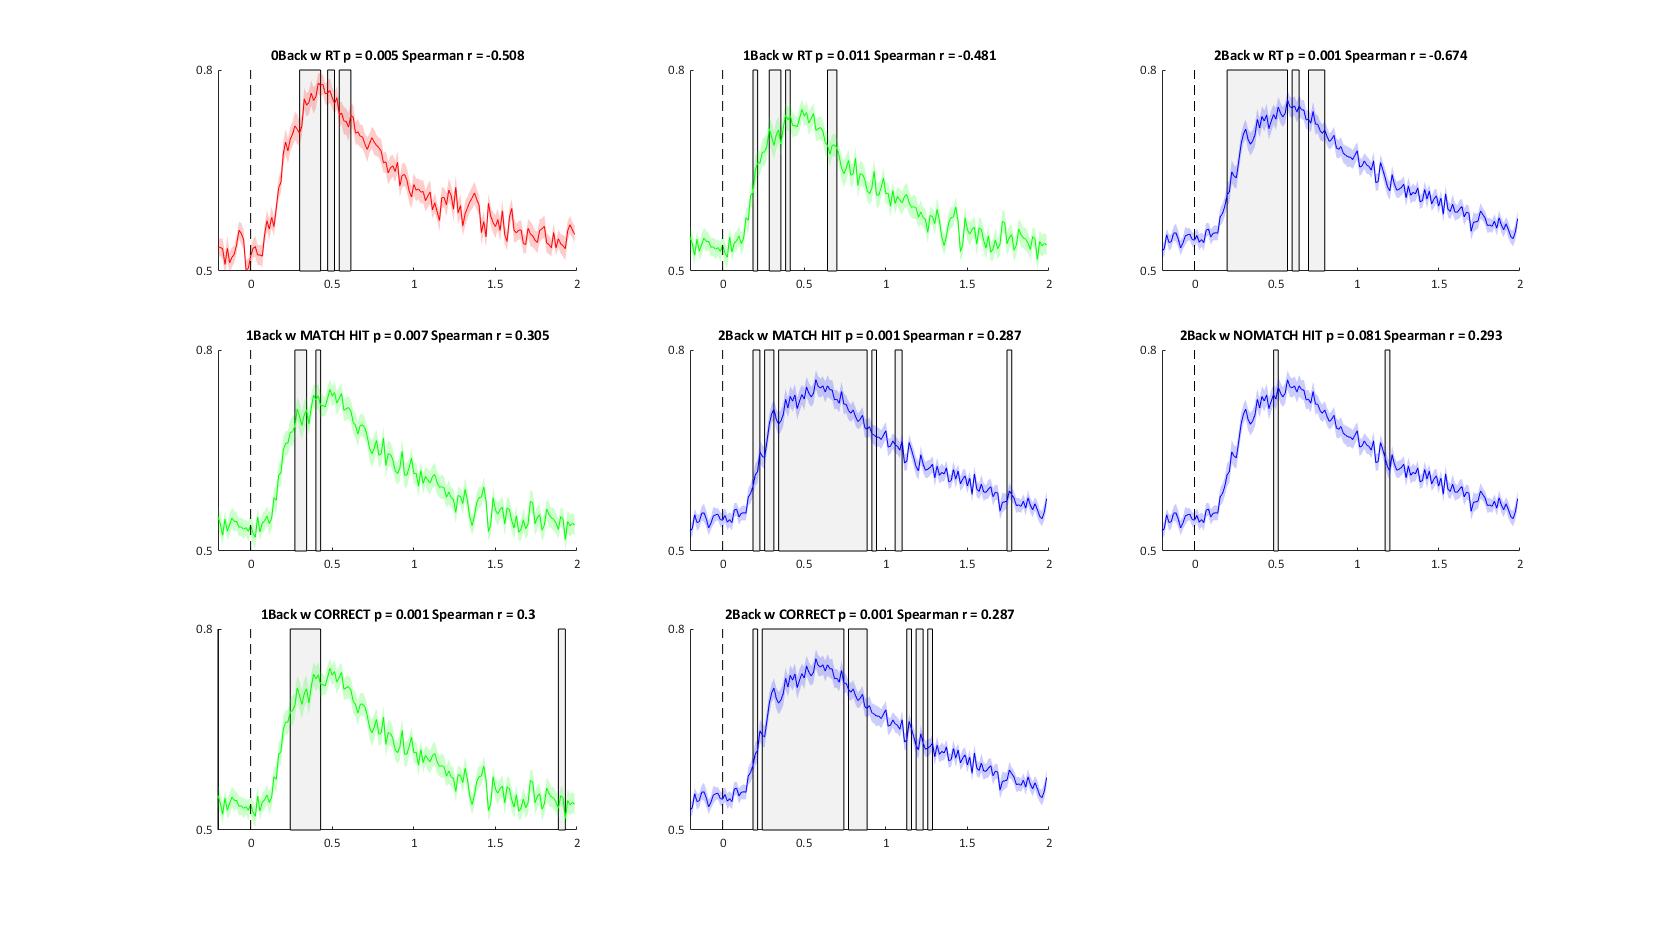 0Back w RT p = 0.005 Spearman r = -0.508
0.8
0.5
0 0.5 1 1.5 2
1Back w RT p = 0.011 Spearman r = -0.481
0.8
0.5
0 0.5 1 1.5 2
2Back w RT p = 0.001 Spearman r = -0.674
0.8
0.5
0 0.5 1 1.5 2
1Back w MATCH HIT p = 0.007 Spearman r = 0.305
0.8
0.5
0 0.5 1 1.5 2
2Back w MATCH HIT p = 0.001 Spearman r = 0.287
0.8
0.5
0 0.5 1 1.5 2
2Back w NOMATCH HIT p = 0.081 Spearman r = 0.293
0.8
0.5
0 0.5 1 1.5 2
1Back w CORRECT p = 0.001 Spearman r = 0.3
0.8
0.5
0 0.5 1 1.5 2
2Back w CORRECT p = 0.001 Spearman r = 0.287
0.8
0.5
0 0.5 1 1.5 2